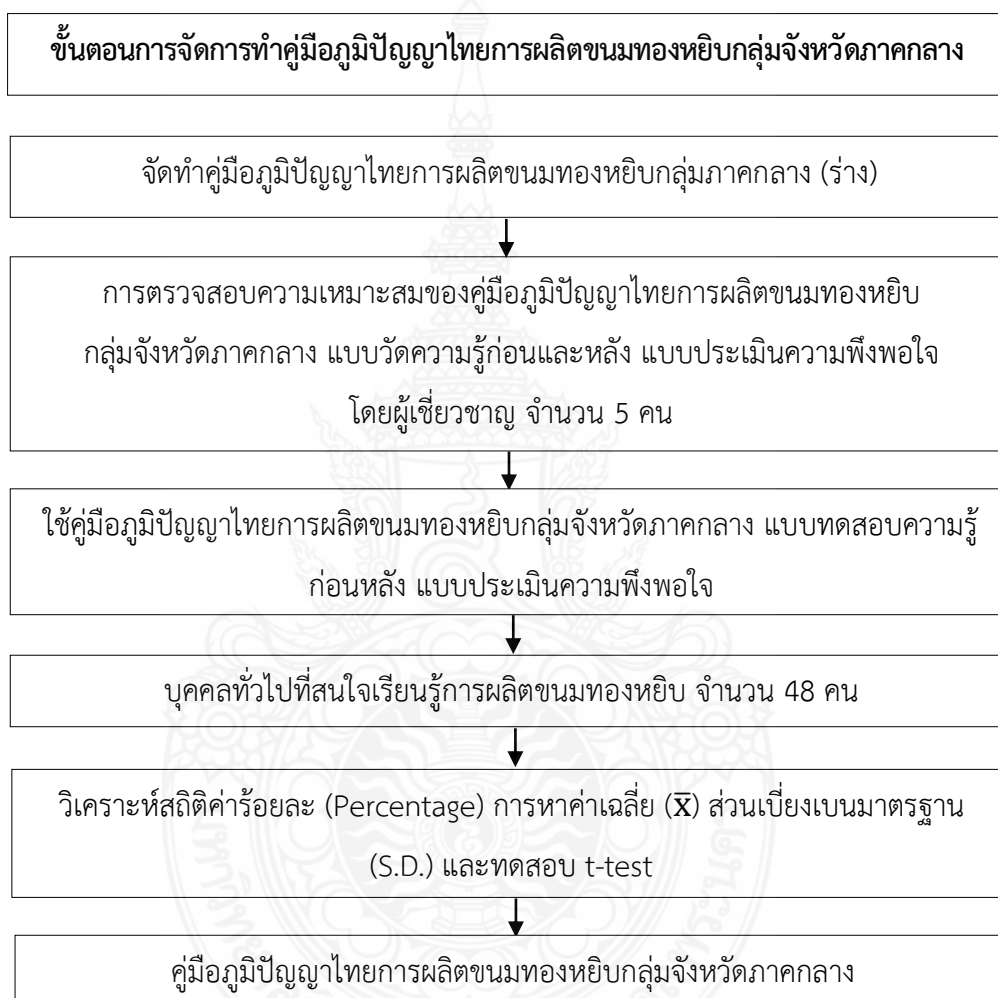 ขั้นตอนการจัดการทำคู่มือภูมิปัญญาไทยการผลิตขนมทองหยิบกลุ่มจังหวัดภาคกลาง
จัดทำคู่มือภูมิปัญญาไทยการผลิตขนมทองหยิบกลุ่มภาคกลาง (ร่าง)
การตรวจสอบความเหมาะสมของคู่มือภูมิปัญญาไทยการผลิตขนมทองหยิบ
กลุ่มจังหวัดภาคกลาง แบบวัดความรู้ก่อนและหลัง แบบประเมินความพึงพอใจ
โดยผู้เชี่ยวชาญ จำนวน 5 คน
ใช้คู่มือภูมิปัญญาไทยการผลิตขนมทองหยิบกลุ่มจังหวัดภาคกลาง แบบทดสอบความรู้
ก่อนหลัง แบบประเมินความพึงพอใจ
บุคคลทั่วไปที่สนใจเรียนรู้การผลิตขนมทองหยิบ จำนวน 48 คน
วิเคราะห์สถิติค่าร้อยละ (Percentage) การหาค่าเฉลี่ย (x̅) ส่วนเบี่ยงเบนมาตรฐาน
(S.D.) และทดสอบ t-test
คู่มือภูมิปัญญาไทยการผลิตขนมทองหยิบกลุ่มจังหวัดภาคกลาง